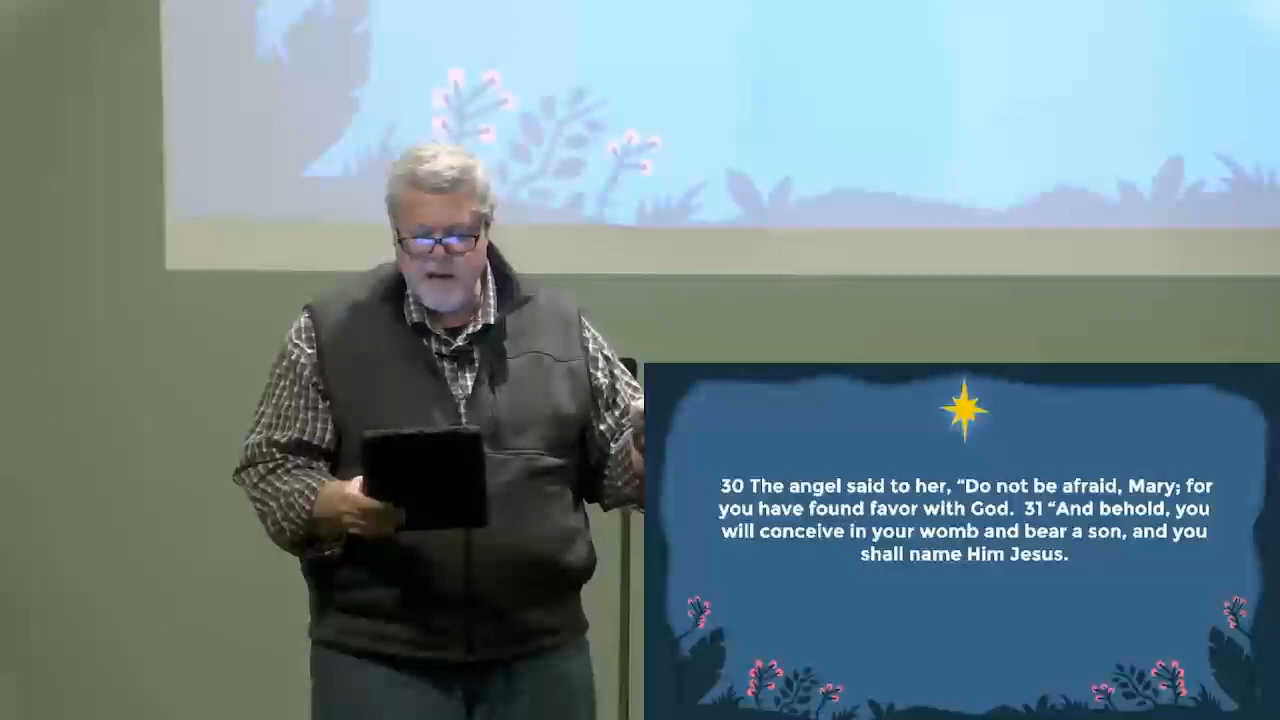 30 The angel said to her, “Do not be afraid, Mary; for
you have found favor with God.  31 “And behold, you
will conceive in your womb and bear a son, and you
shall name Him Jesus.